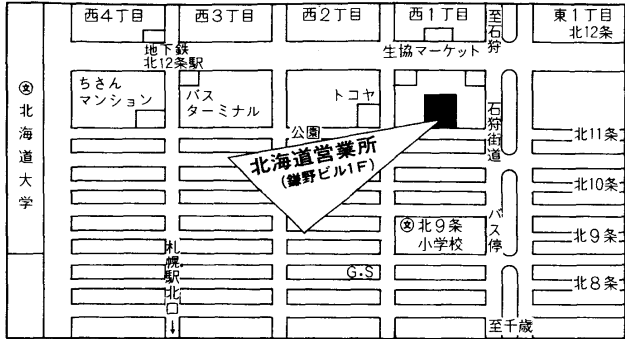 西4丁目
西3丁目
西2丁目
西1丁目
至石狩
東1丁目
北12条
地下鉄
北12条駅
生協マーケット
ちさん
マンション
バス
ターミナル
トコヤ
石狩街道
文
北海道大学
公園
北11条
北海道営業所
(鎌野ビル1F)
北10条
バス停
文北9条
小学校
北9条
札幌駅北口
↓
G.S
北8条
至千歳